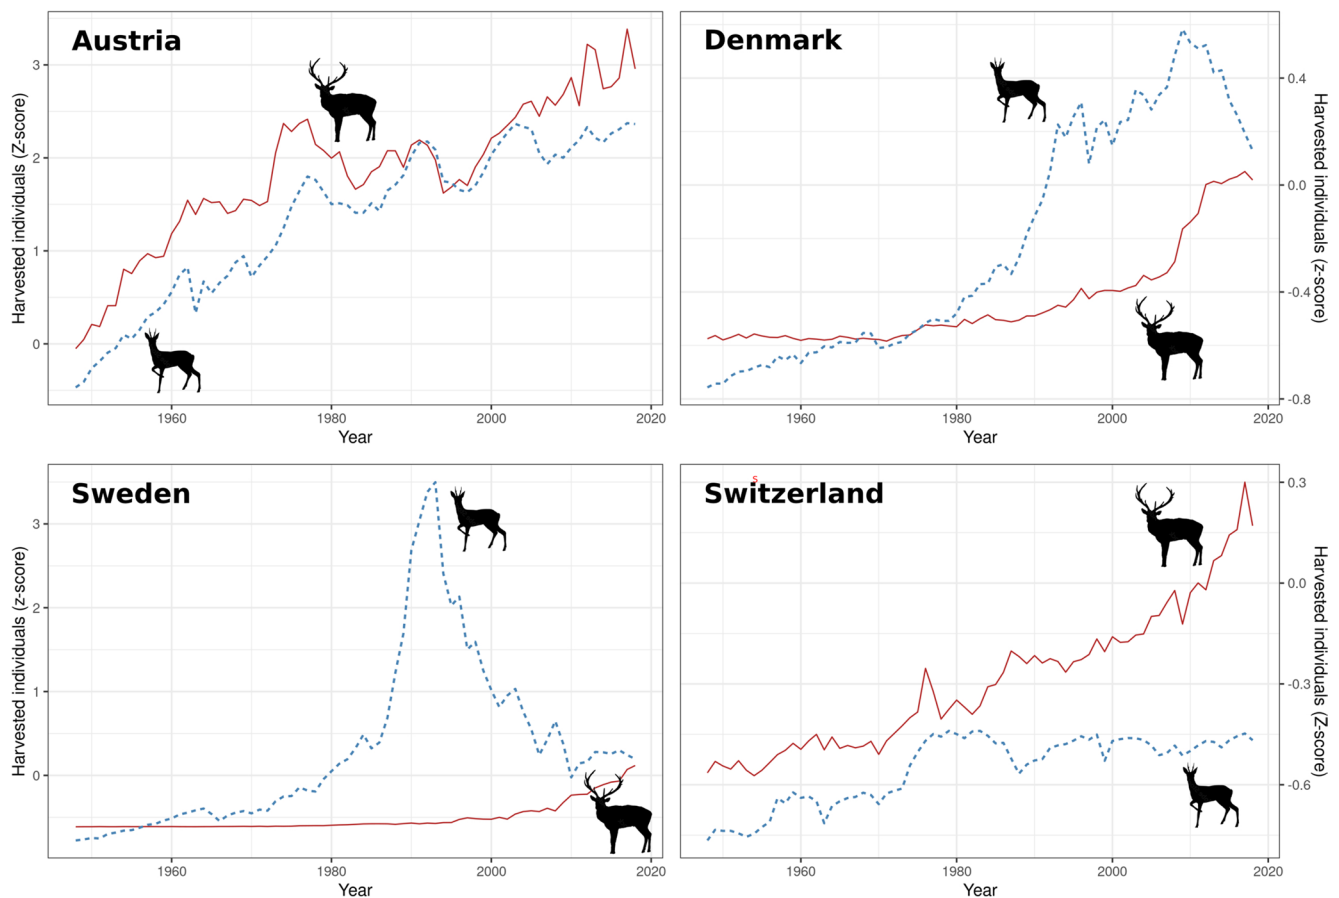 Austria
Harvested individuals (Z-score)
3
2
1
0
1960
1980
2000
2020
Year
Denmark
0.4
0.0
-0.4
-0.8
Harvested individuals (z-score)
1960
1980
2000
2020
Year
Sweden
Harvested individuals (z-score)
3
2
1
0
1960
1980
2000
2020
Year
s
Switzerland
0.3
0.0
-0.3
-0.6
Harvested individuals (Z-score)
1960
1980
2000
2020
Year